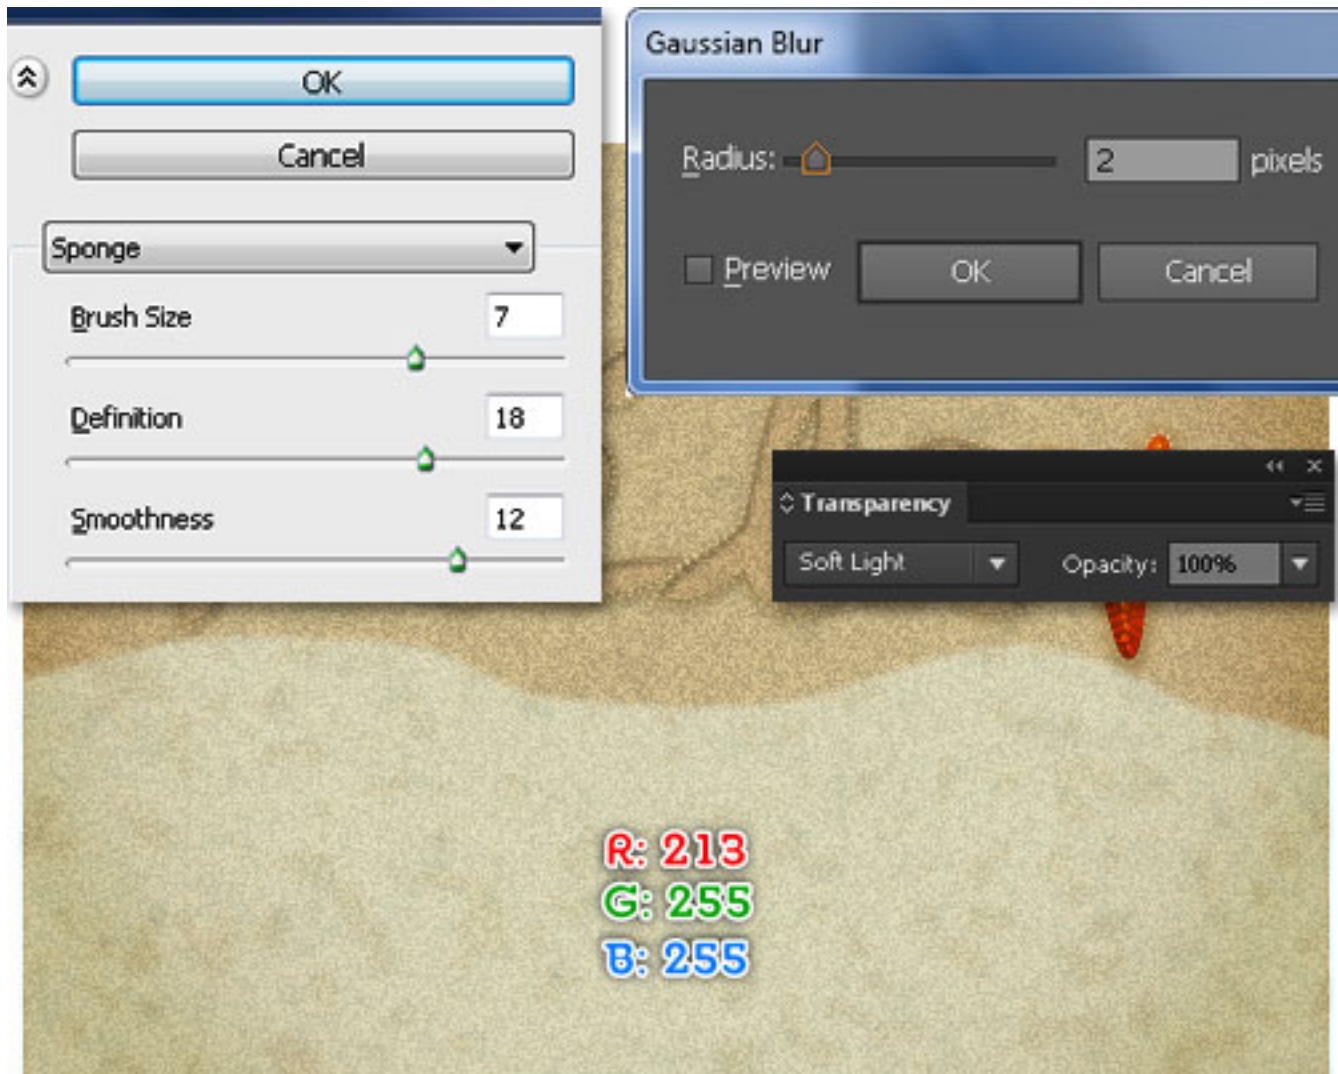 OK
Cancel
Sponge
Brush Size 7
Definition 18
Smoothness 12
Gaussian Blur
Radius: 2 pixels
Preview OK Cancel
Transparency
Soft Light Opacity: 100%
R: 213
G: 255
B: 255